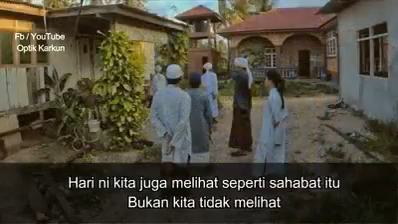 Fb / YouTube
Optik Karkun
Hari ni kita juga melihat seperti sahabat itu
Bukan kita tidak melihat